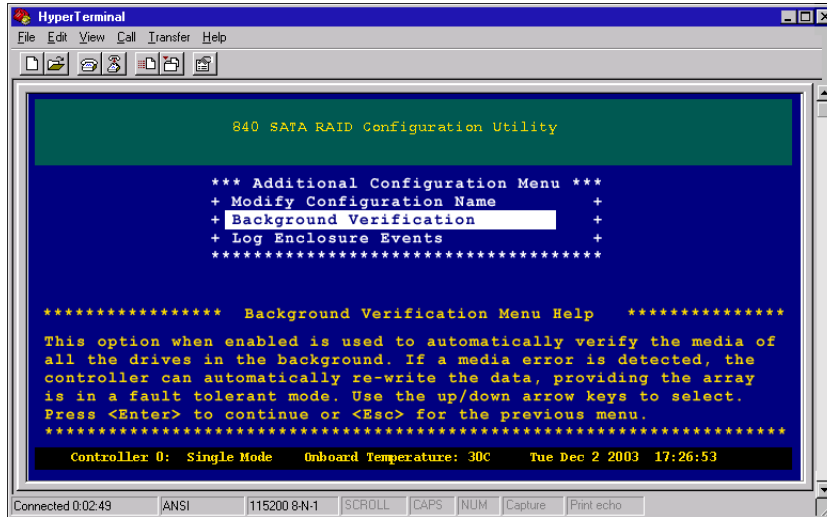 HyperTerminal
File Edit View Call Transfer Help
840 SATA RAID Configuration Utility
*** Additional Configuration Menu ***
+ Modify Configuration Name +
+ Background Verification +
+ Log Enclosure Events +
*************************************
***************** Background Verification Menu Help ***************
This option when enabled is used to automatically verify the media of
all the drives in the background. If a media error is detected, the
controller can automatically re-write the data, providing the array
is in a fault tolerant mode. Use the up/down arrow keys to select.
Press <Enter> to continue or <Esc> for the previous menu.
**********************************************************************
Controller 0: Single Mode Onboard Temperature: 30C Tue Dec 2 2003 17:26:53
Connected 0:02:49 ANSI 115200 8-N-1 SCROLL CAPS NUM Capture Print echo